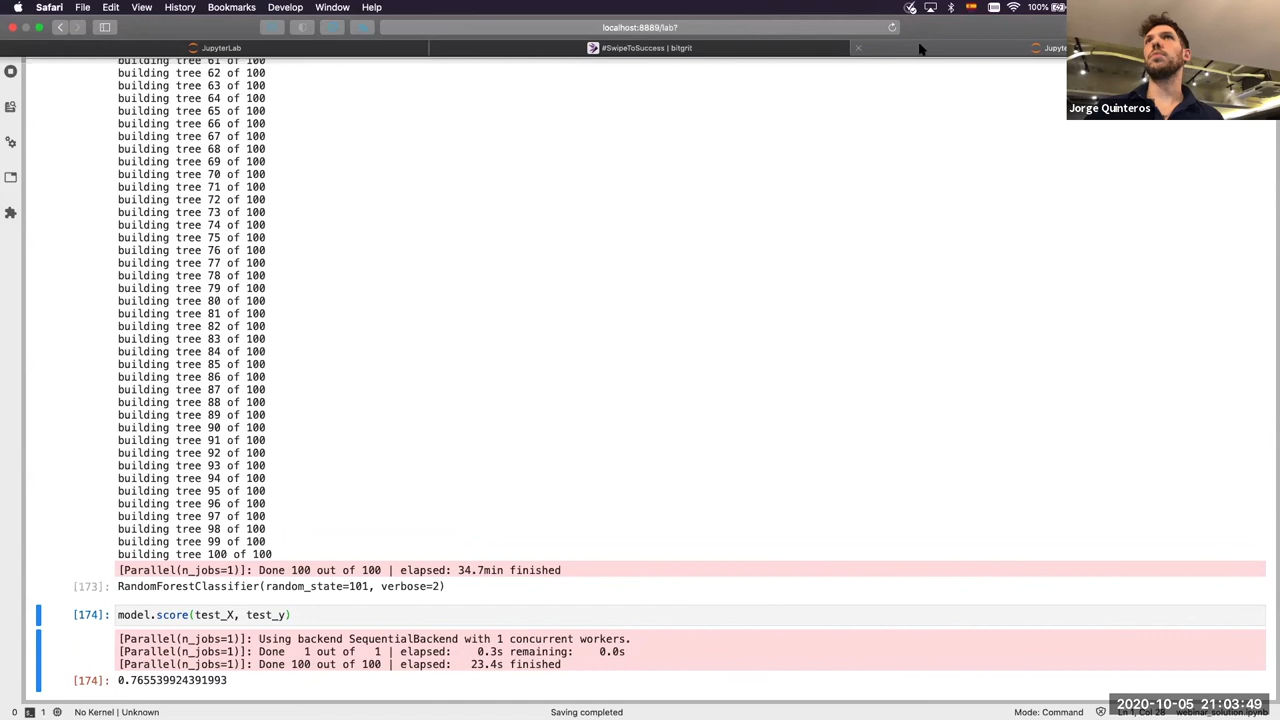 Safari File Edit View History Bookmarks Develop Window Help 100%
localhost:8889/lab?
JupyterLab #SwipeToSuccess | bitgrit Jupyte
Jorge Quinteros
building tree 61 of 100
building tree 62 of 100
building tree 63 of 100
building tree 64 of 100
building tree 65 of 100
building tree 66 of 100
building tree 67 of 100
building tree 68 of 100
building tree 69 of 100
building tree 70 of 100
building tree 71 of 100
building tree 72 of 100
building tree 73 of 100
building tree 74 of 100
building tree 75 of 100
building tree 76 of 100
building tree 77 of 100
building tree 78 of 100
building tree 79 of 100
building tree 80 of 100
building tree 81 of 100
building tree 82 of 100
building tree 83 of 100
building tree 84 of 100
building tree 85 of 100
building tree 86 of 100
building tree 87 of 100
building tree 88 of 100
building tree 89 of 100
building tree 90 of 100
building tree 91 of 100
building tree 92 of 100
building tree 93 of 100
building tree 94 of 100
building tree 95 of 100
building tree 96 of 100
building tree 97 of 100
building tree 98 of 100
building tree 99 of 100
building tree 100 of 100
[Parallel(n_jobs=1)]: Done 100 out of 100 | elapsed: 34.7min finished
[173]: RandomForestClassifier(random_state=101, verbose=2)
[174]: model.score(test_X, test_y)
[Parallel(n_jobs=1)]: Using backend SequentialBackend with 1 concurrent workers.
[Parallel(n_jobs=1)]: Done 1 out of 1 | elapsed: 0.3s remaining: 0.0s
[Parallel(n_jobs=1)]: Done 100 out of 100 | elapsed: 23.4s finished
[174]: 0.765539924391993
0 1 No Kernel | Unknown Saving completed Mode: Command Ln 1, Col 28 webinar_solution.ipynb
2020-10-05 21:03:49